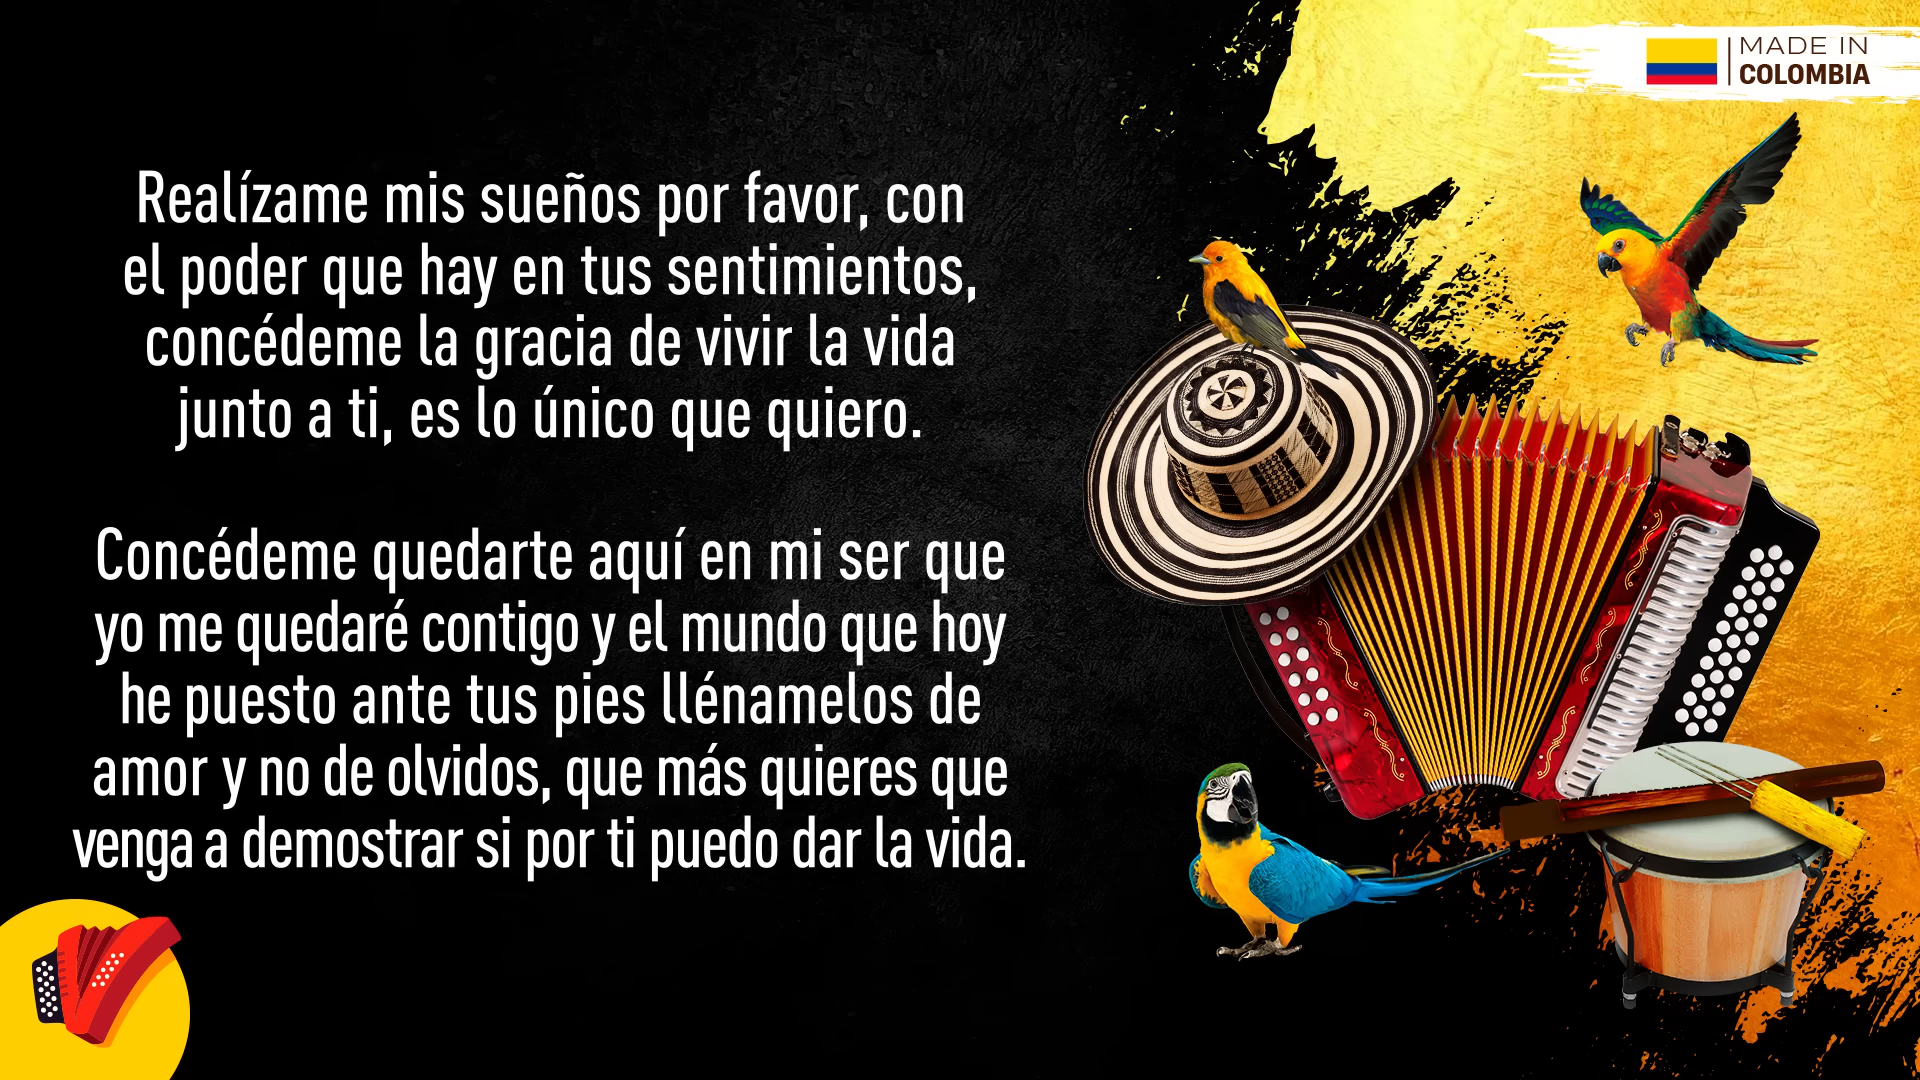 MADE IN
COLOMBIA
Realízame mis sueños por favor, con
el poder que hay en tus sentimientos,
concédeme la gracia de vivir la vida
junto a ti, es lo único que quiero.
Concédeme quedarte aquí en mi ser que
yo me quedaré contigo y el mundo que hoy
he puesto ante tus pies llénamelos de
amor y no de olvidos, que más quieres que
venga a demostrar si por ti puedo dar la vida.